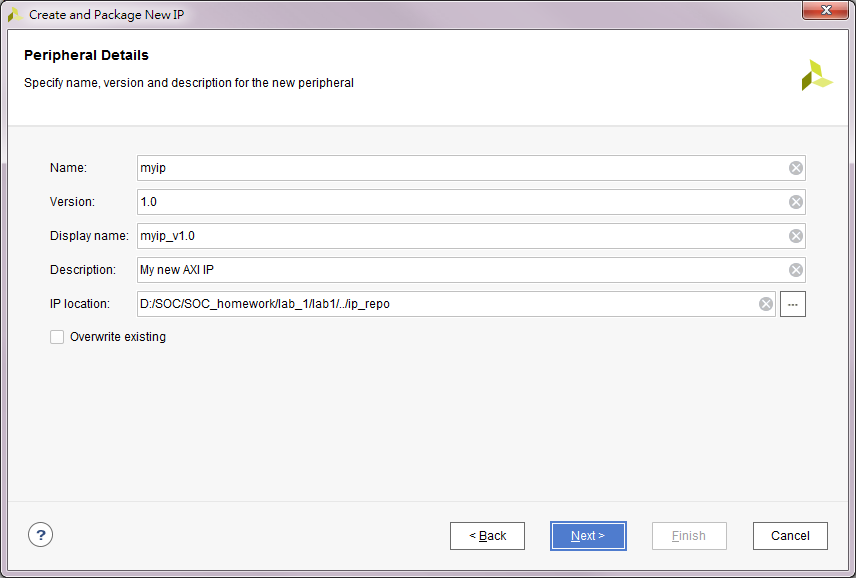 Create and Package New IP
Peripheral Details
Specify name, version and description for the new peripheral
Name: myip
Version: 1.0
Display name: myip_v1.0
Description: My new AXI IP
IP location: D:/SOC/SOC_homework/lab_1/lab1/../ip_repo ...
Overwrite existing
? < Back Next > Finish Cancel